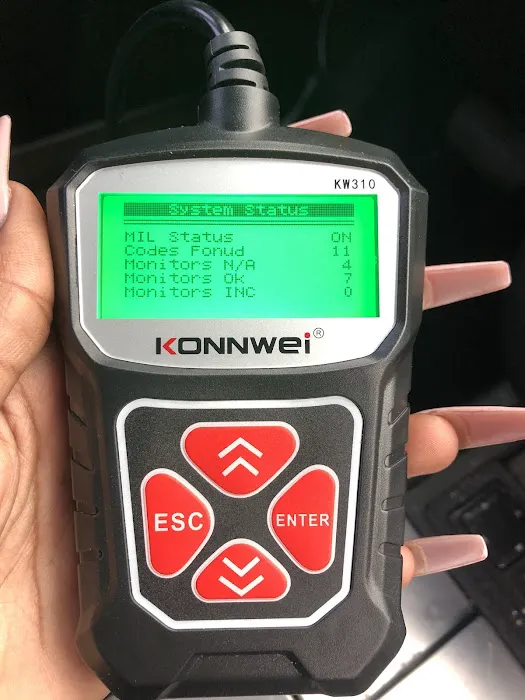 KW310
System Status
MIL Status ON
Codes Fonud 11
Monitors N/A 4
Monitors Ok 7
Monitors INC 0
KONNWEI®
ESC
ENTER